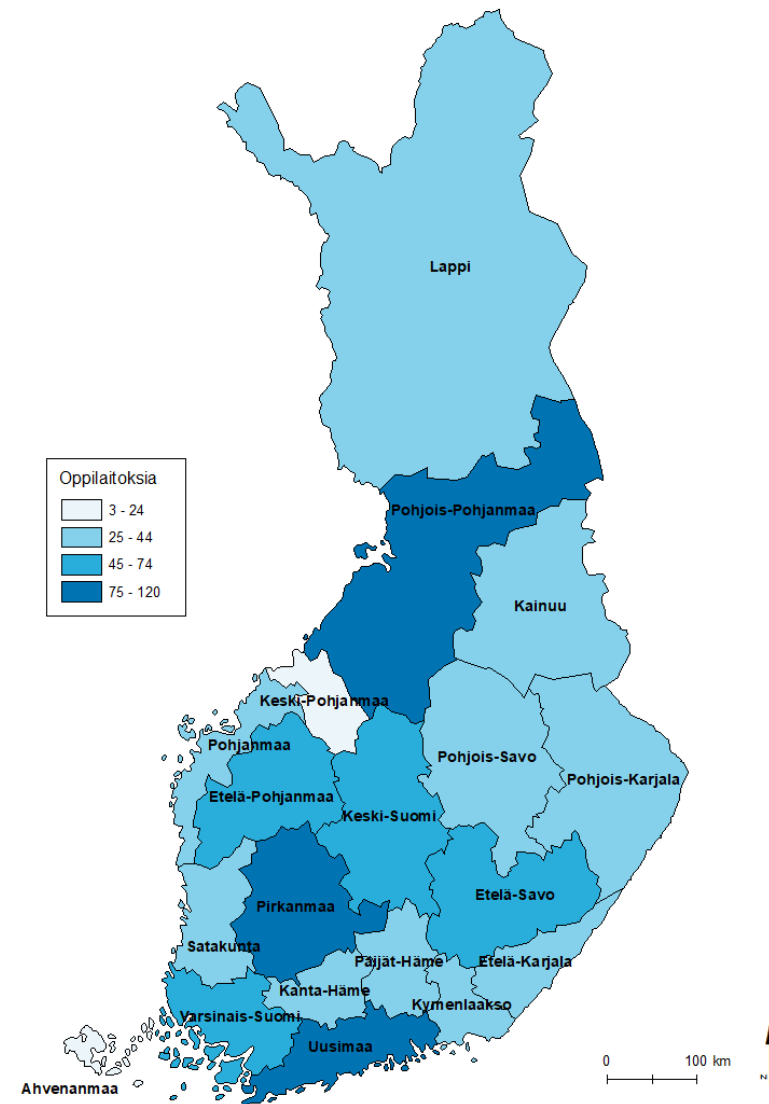 Lappi
Oppilaitoksia
3 - 24
25 - 44
45 - 74
75 - 120
Pohjois-Pohjanmaa
Kainuu
Keski-Pohjanmaa
Pohjanmaa
Pohjois-Savo
Pohjois-Karjala
Etelä-Pohjanmaa
Keski-Suomi
Etelä-Savo
Pirkanmaa
Satakunta
Päijät-Häme
Etelä-Karjala
Kanta-Häme
Kymenlaakso
Varsinais-Suomi
Uusimaa
Ahvenanmaa
0 100 km
z